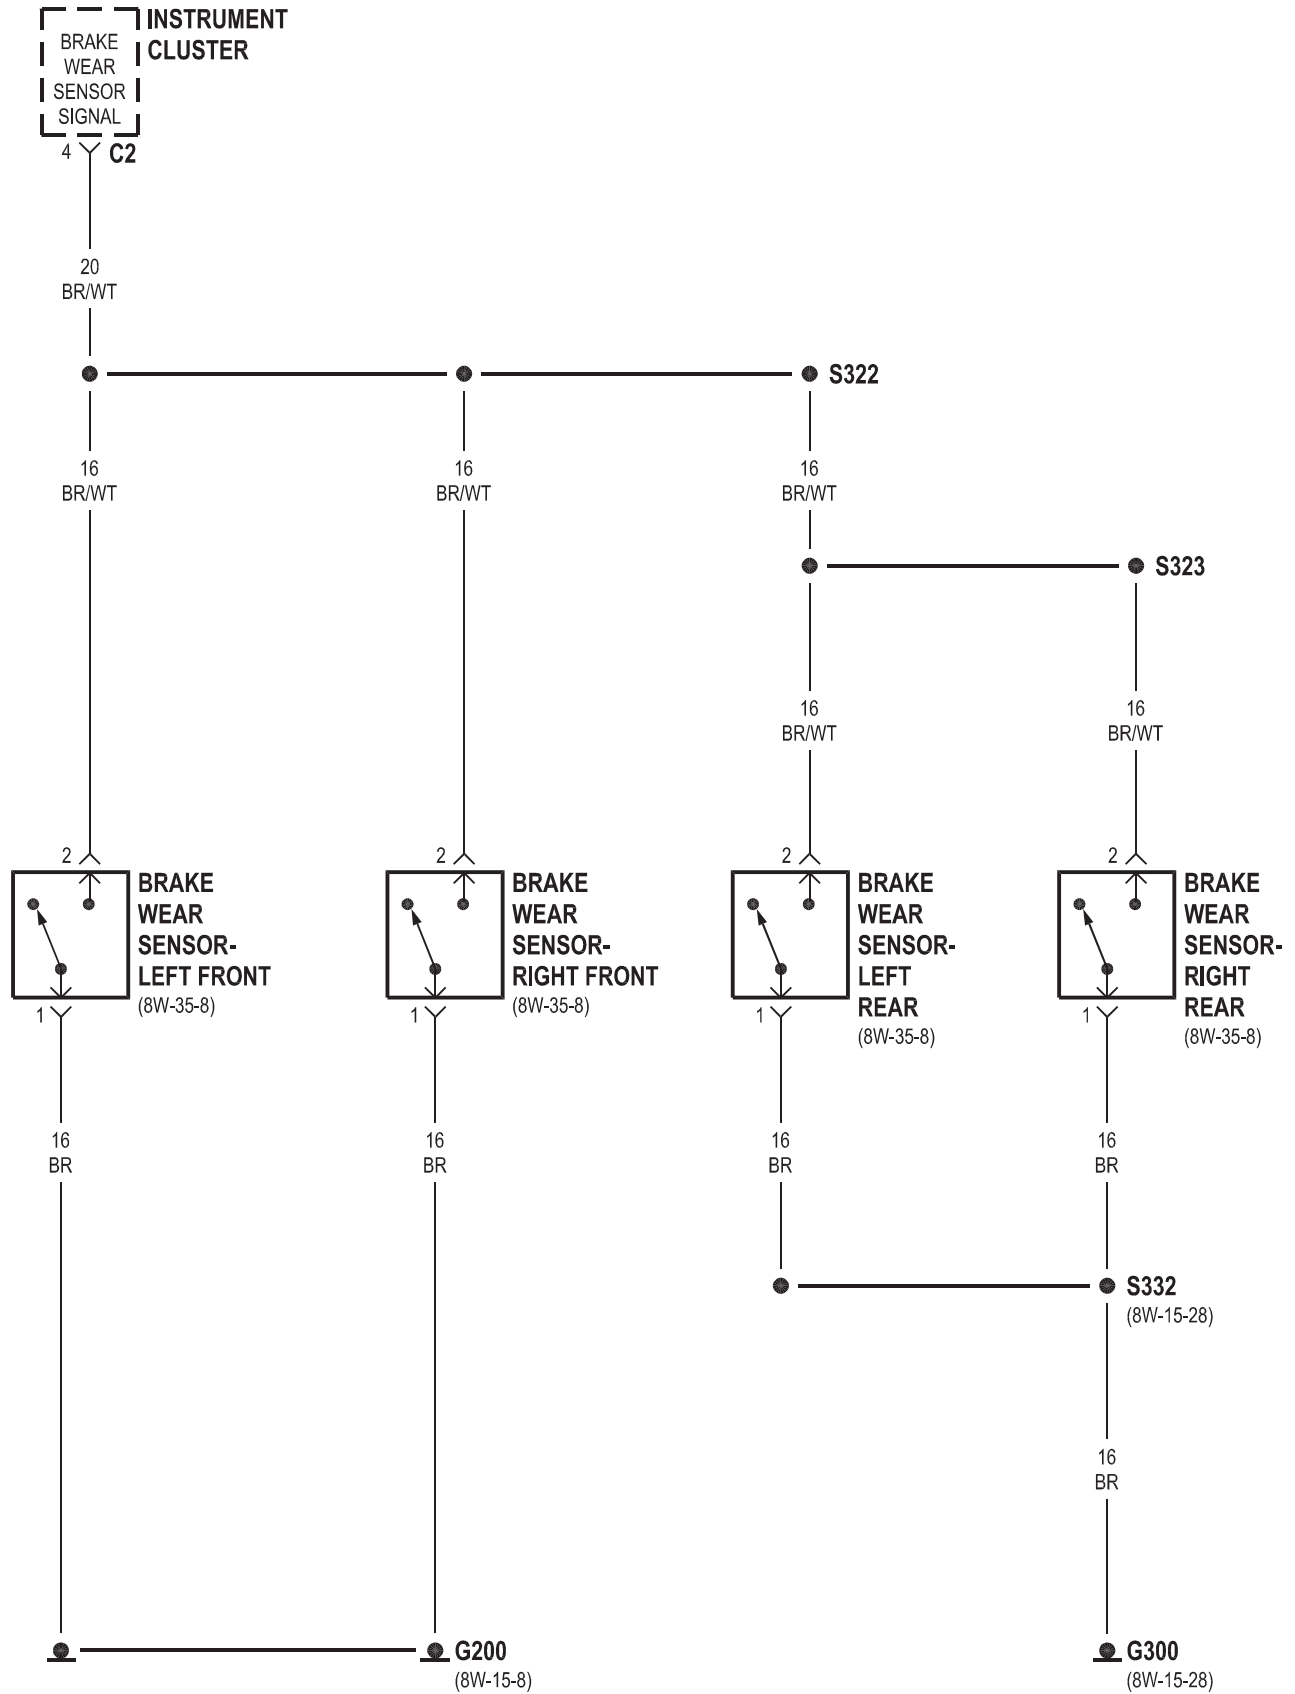 INSTRUMENT
CLUSTER
BRAKE
WEAR
SENSOR
SIGNAL
4
C2
20
BR/WT
S322
16
BR/WT
16
BR/WT
16
BR/WT
S323
16
BR/WT
16
BR/WT
2
BRAKE
WEAR
SENSOR-
LEFT FRONT
(8W-35-8)
1
2
BRAKE
WEAR
SENSOR-
RIGHT FRONT
(8W-35-8)
1
2
BRAKE
WEAR
SENSOR-
LEFT
REAR
(8W-35-8)
1
2
BRAKE
WEAR
SENSOR-
RIGHT
REAR
(8W-35-8)
1
16
BR
16
BR
16
BR
16
BR
S332
(8W-15-28)
16
BR
G200
(8W-15-8)
G300
(8W-15-28)